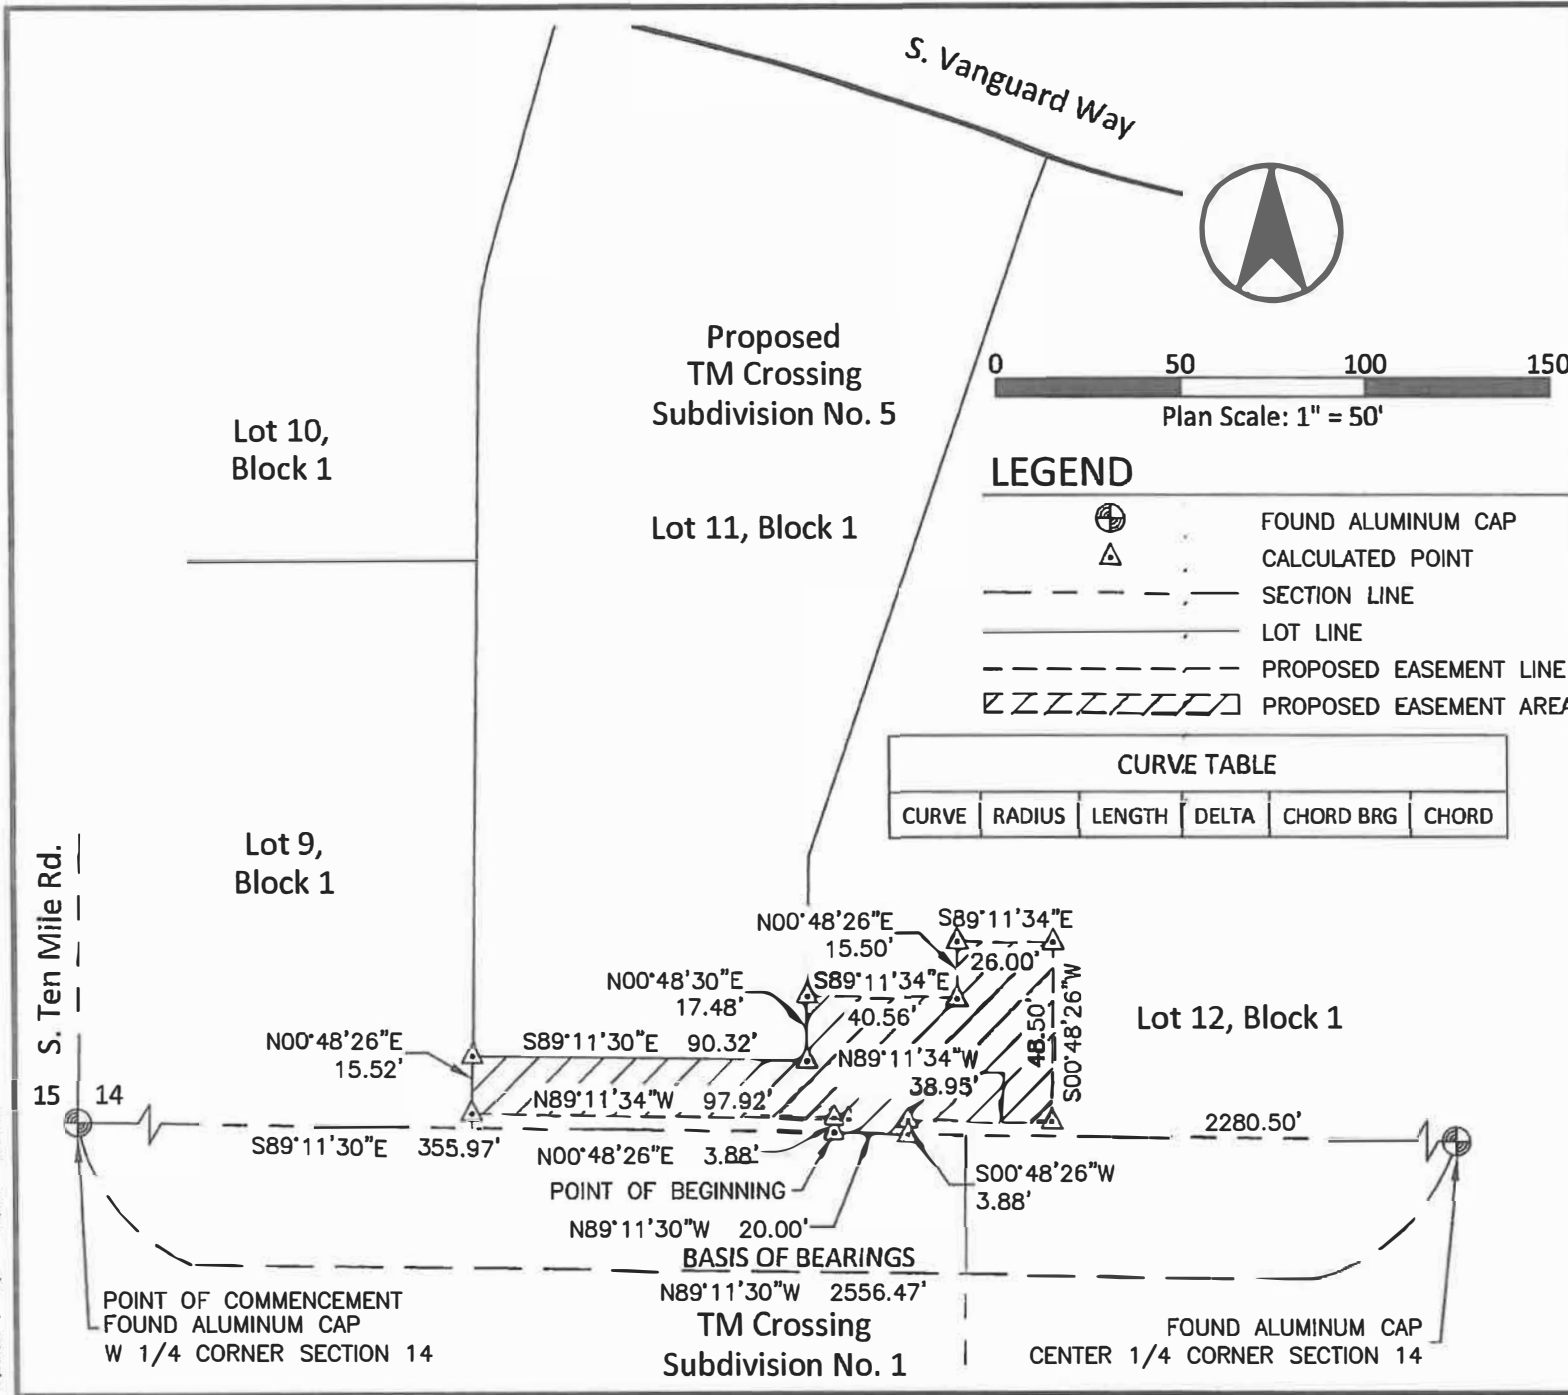 S. Vanguard Way
Proposed
TM Crossing
Subdivision No. 5
0 50 100 150
Plan Scale: 1" = 50'
Lot 10,
Block 1
LEGEND
Lot 11, Block 1
FOUND ALUMINUM CAP
CALCULATED POINT
SECTION LINE
LOT LINE
PROPOSED EASEMENT LINE
PROPOSED EASEMENT AREA
CURVE TABLE
CURVE RADIUS LENGTH DELTA CHORD BRG CHORD
Lot 9,
Block 1
S. Ten Mile Rd.
N00°48'26"E
15.50'
S89°11'34"E
26.00'
N00°48'30"E
17.48'
S89°11'34"E
40.56'
48.50'
S00°48'26"W
Lot 12, Block 1
N00°48'26"E
15.52'
S89°11'30"E 90.32'
N89°11'34"W
38.95'
N89°11'34"W 97.92'
15 14
S89°11'30"E 355.97'
2280.50'
N00°48'26"E 3.88'
S00°48'26"W
3.88'
POINT OF BEGINNING
N89°11'30"W 20.00'
BASIS OF BEARINGS
N89°11'30"W 2556.47'
POINT OF COMMENCEMENT
FOUND ALUMINUM CAP
W 1/4 CORNER SECTION 14
TM Crossing
Subdivision No. 1
FOUND ALUMINUM CAP
CENTER 1/4 CORNER SECTION 14